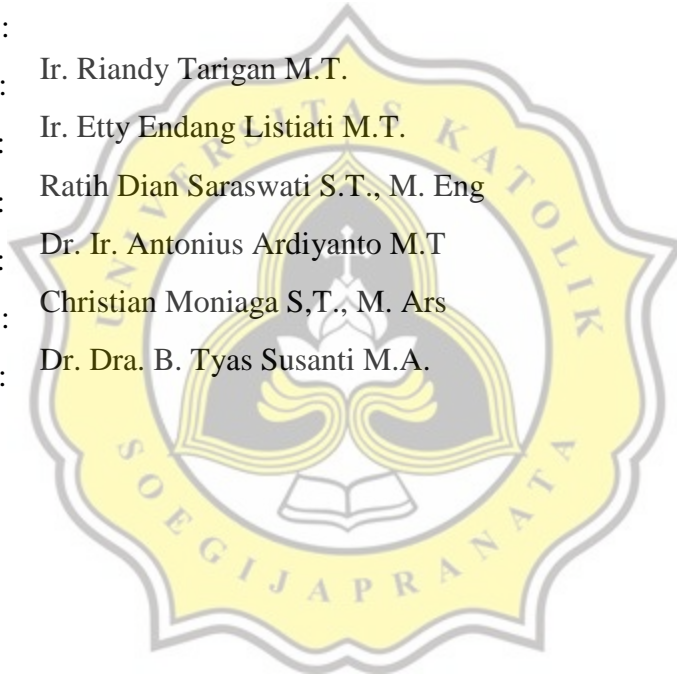 :
: Ir. Riandy Tarigan M.T.
: Ir. Etty Endang Listiati M.T.
: Ratih Dian Saraswati S.T., M. Eng
: Dr. Ir. Antonius Ardiyanto M.T
: Christian Moniaga S,T., M. Ars
: Dr. Dra. B. Tyas Susanti M.A.
UNIVERSITAS KATOLIK
SOEGIJAPRANATA